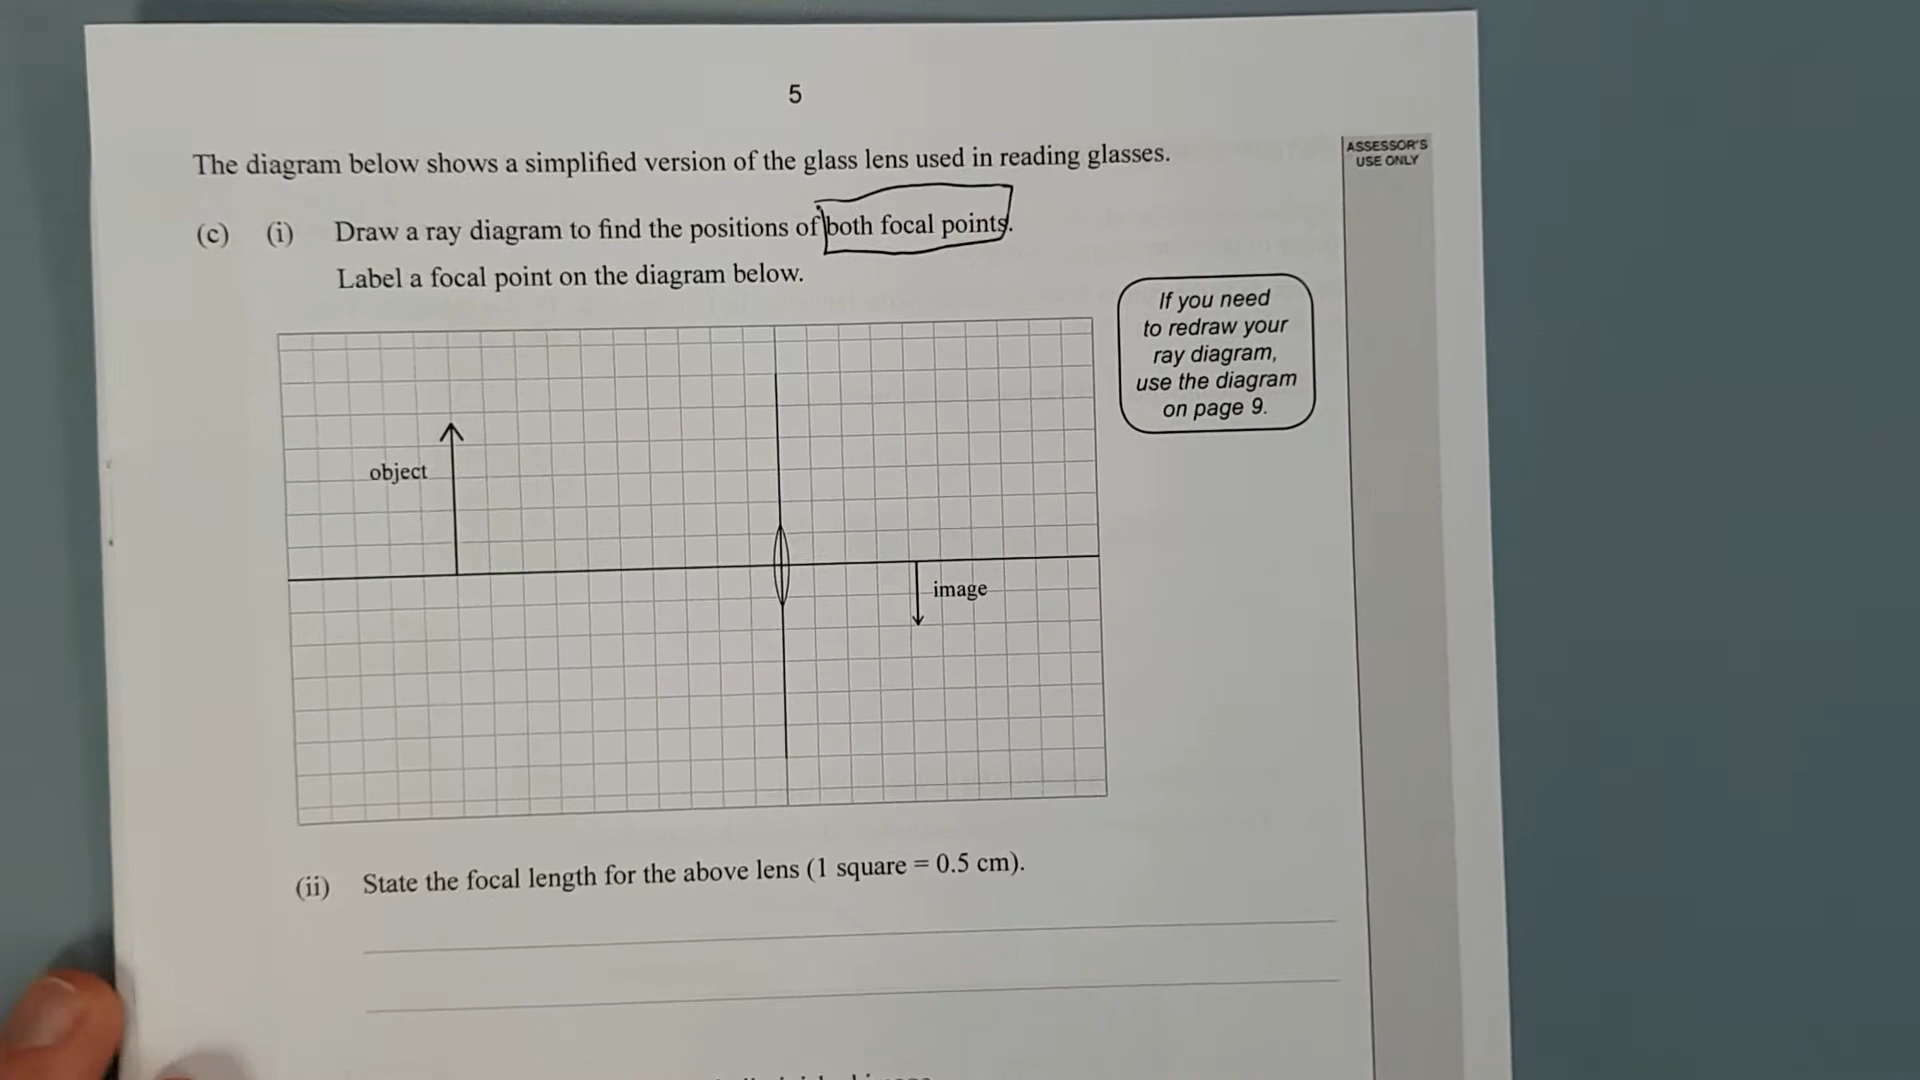 5
ASSESSOR'S
USE ONLY
The diagram below shows a simplified version of the glass lens used in reading glasses.
(c) (i) Draw a ray diagram to find the positions of both focal points.
Label a focal point on the diagram below.
If you need
to redraw your
ray diagram,
use the diagram
on page 9.
object
image
(ii) State the focal length for the above lens (1 square = 0.5 cm).